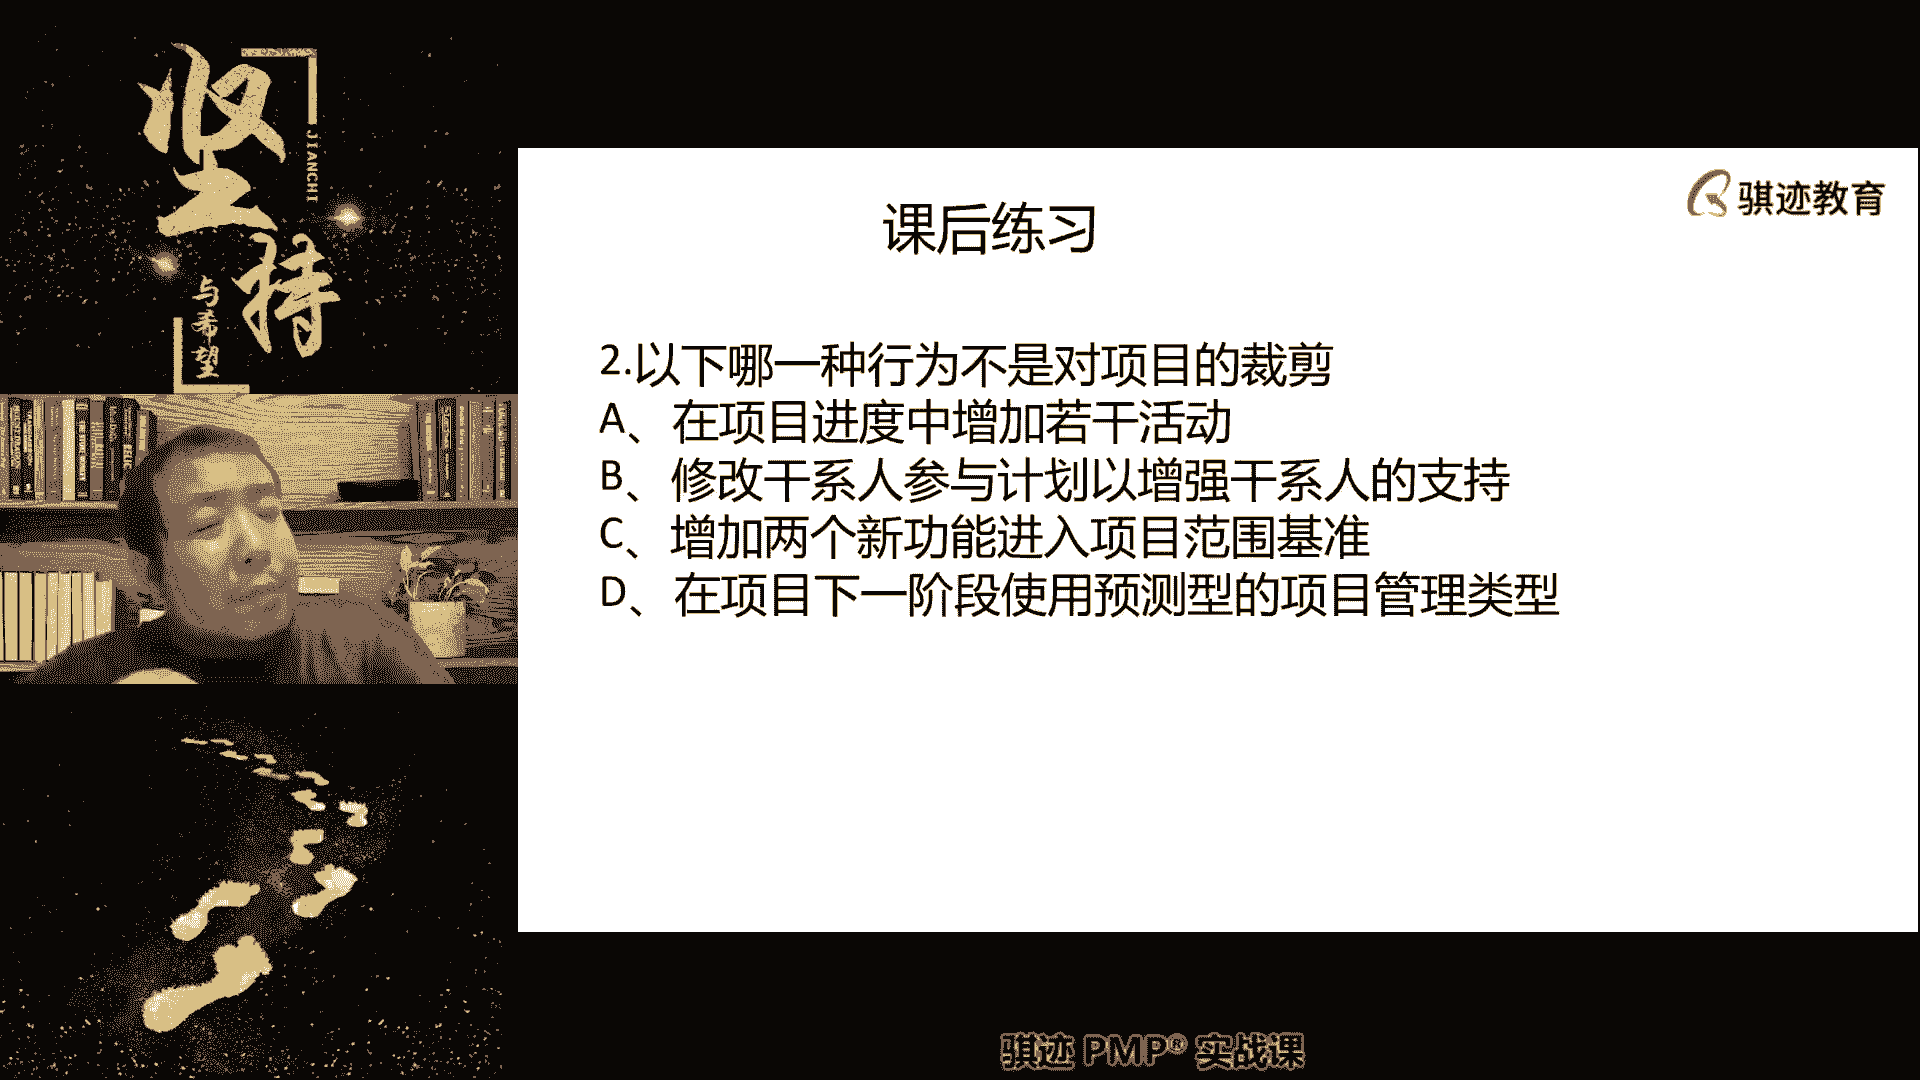 坚持
JIANCHI
与希望
骐迹教育
课后练习
2.以下哪一种行为不是对项目的裁剪
A、在项目进度中增加若干活动
B、修改干系人参与计划以增强干系人的支持
C、增加两个新功能进入项目范围基准
D、在项目下一阶段使用预测型的项目管理类型
骐迹 PMP® 实战课